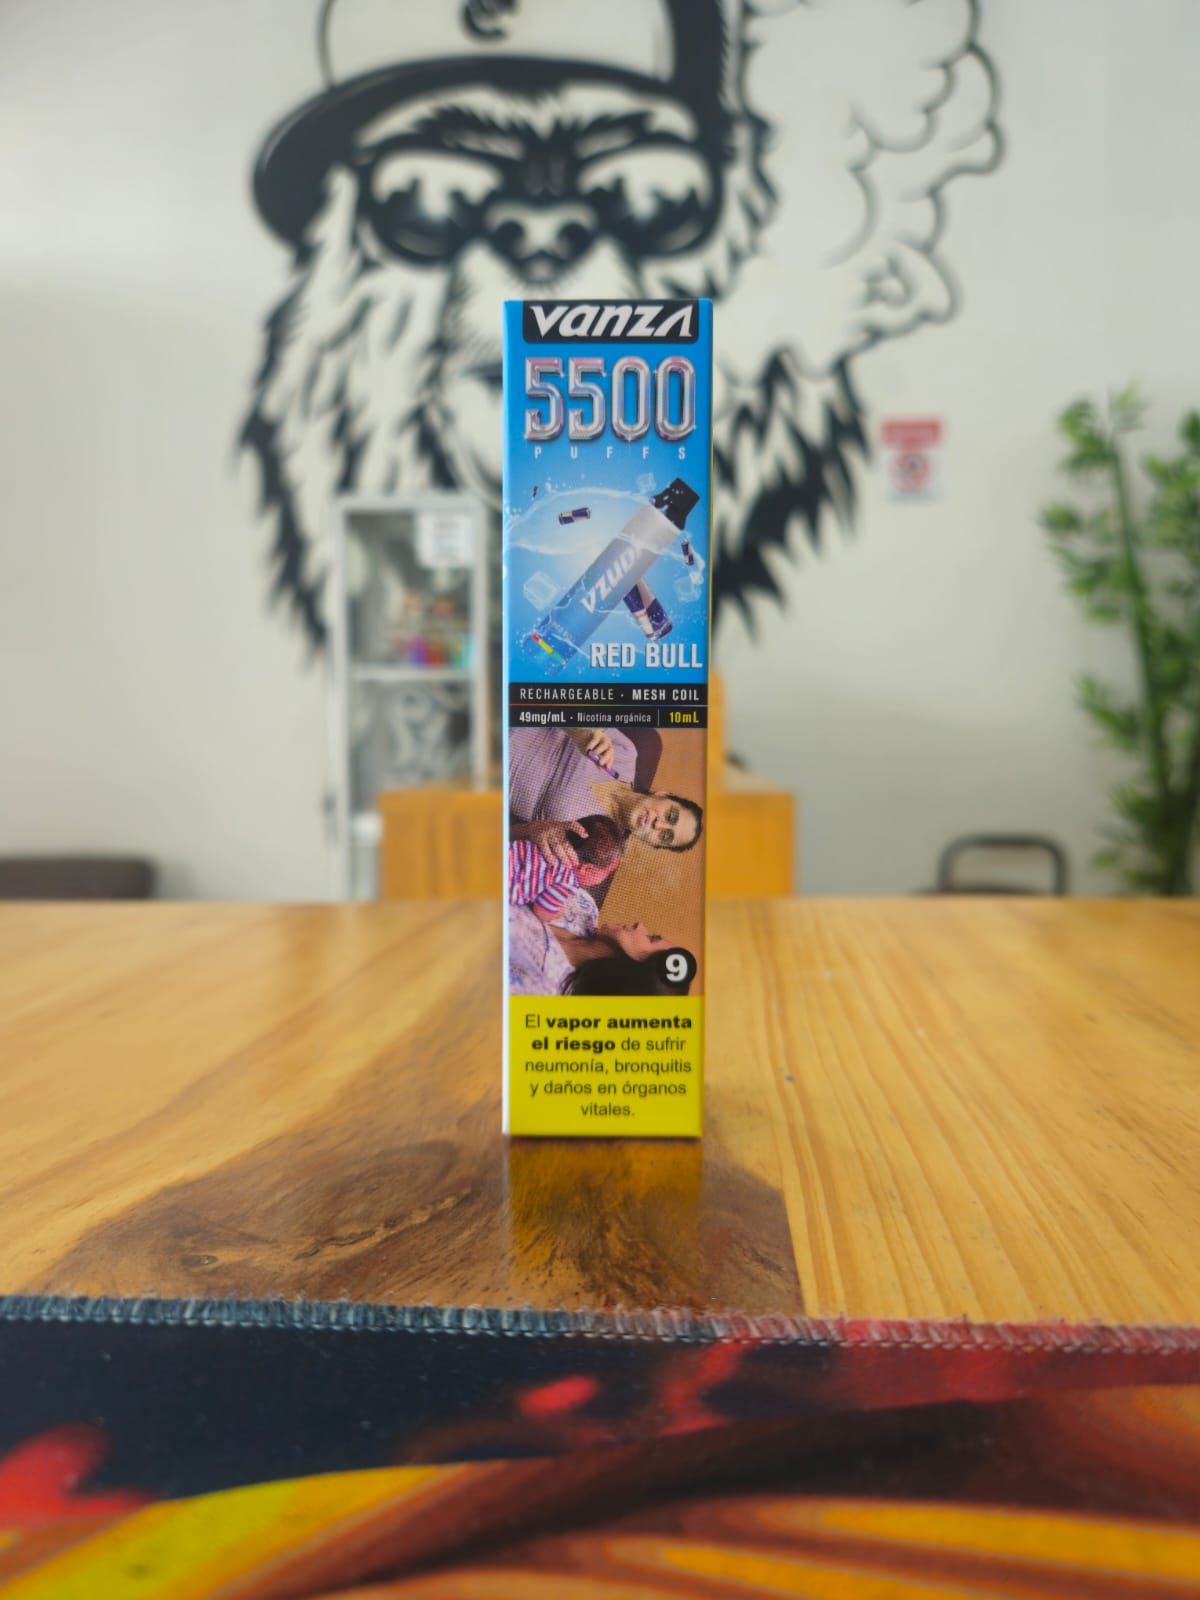 vanza
5500
PUFFS
RED BULL
RECHARGEABLE · MESH COIL
49mg/mL · Nicotina orgánica | 10mL
9
El vapor aumenta
el riesgo de sufrir
neumonía, bronquitis
y daños en órganos
vitales.